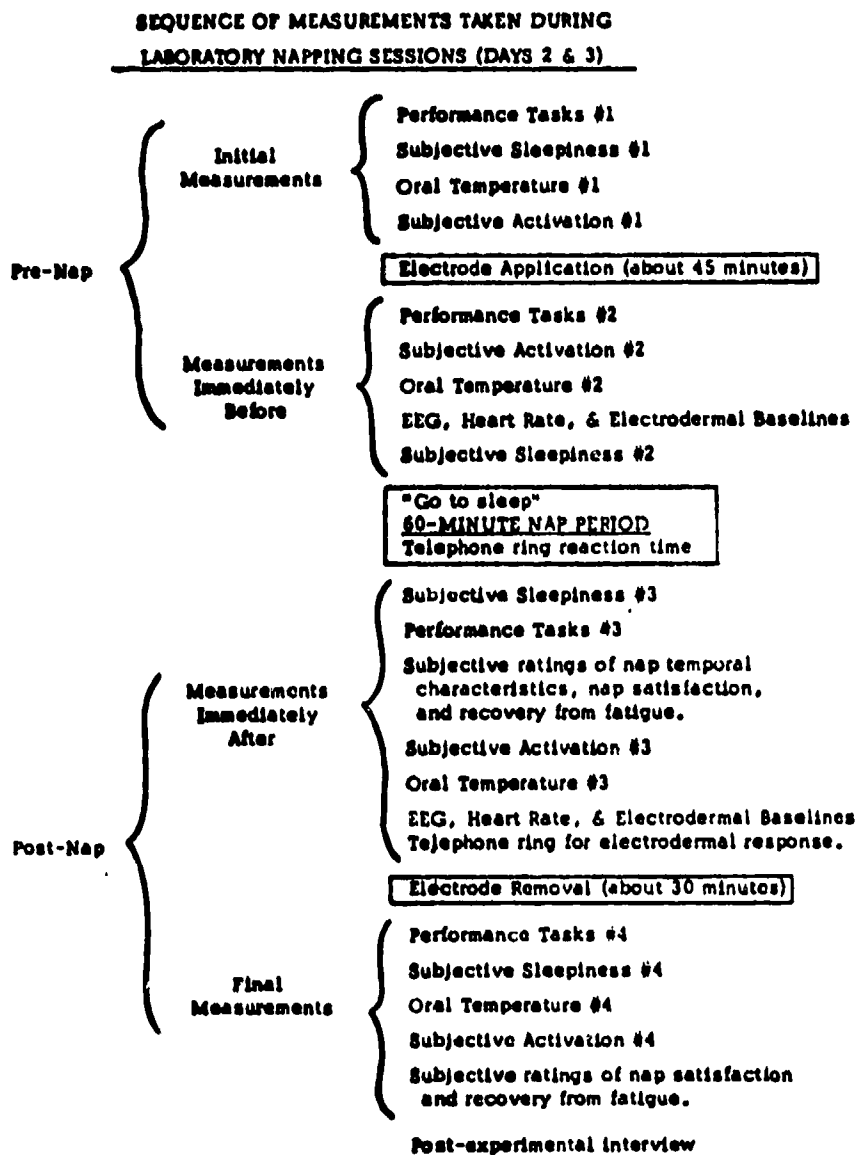 SEQUENCE OF MEASUREMENTS TAKEN DURING
LABORATORY NAPPING SESSIONS (DAYS 2 & 3)
Pre-Nap
Initial
Measurements
Performance Tasks #1
Subjective Sleepiness #1
Oral Temperature #1
Subjective Activation #1
Electrode Application (about 45 minutes)
Measurements
Immediately
Before
Performance Tasks #2
Subjective Activation #2
Oral Temperature #2
EEG, Heart Rate, & Electrodermal Baselines
Subjective Sleepiness #2
"Go to sleep"
60-MINUTE NAP PERIOD
Telephone ring reaction time
Post-Nap
Measurements
Immediately
After
Subjective Sleepiness #3
Performance Tasks #3
Subjective ratings of nap temporal
characteristics, nap satisfaction,
and recovery from fatigue.
Subjective Activation #3
Oral Temperature #3
EEG, Heart Rate, & Electrodermal Baselines
Telephone ring for electrodermal response.
Electrode Removal (about 30 minutes)
Final
Measurements
Performance Tasks #4
Subjective Sleepiness #4
Oral Temperature #4
Subjective Activation #4
Subjective ratings of nap satisfaction
and recovery from fatigue.
Post-experimental interview